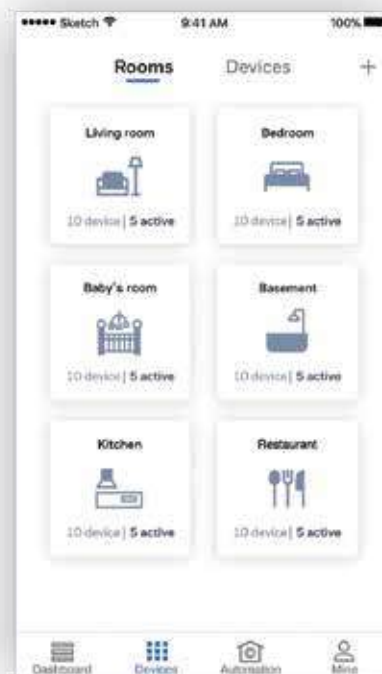 Sketch 9:41 AM 100%
Rooms Devices +
Living room Bedroom
10 device | 5 active 10 device | 5 active
Baby's room Basement
10 device | 5 active 10 device | 5 active
Kitchen Restaurant
10 device | 5 active 10 device | 5 active
Dashboard Devices Automation Mine